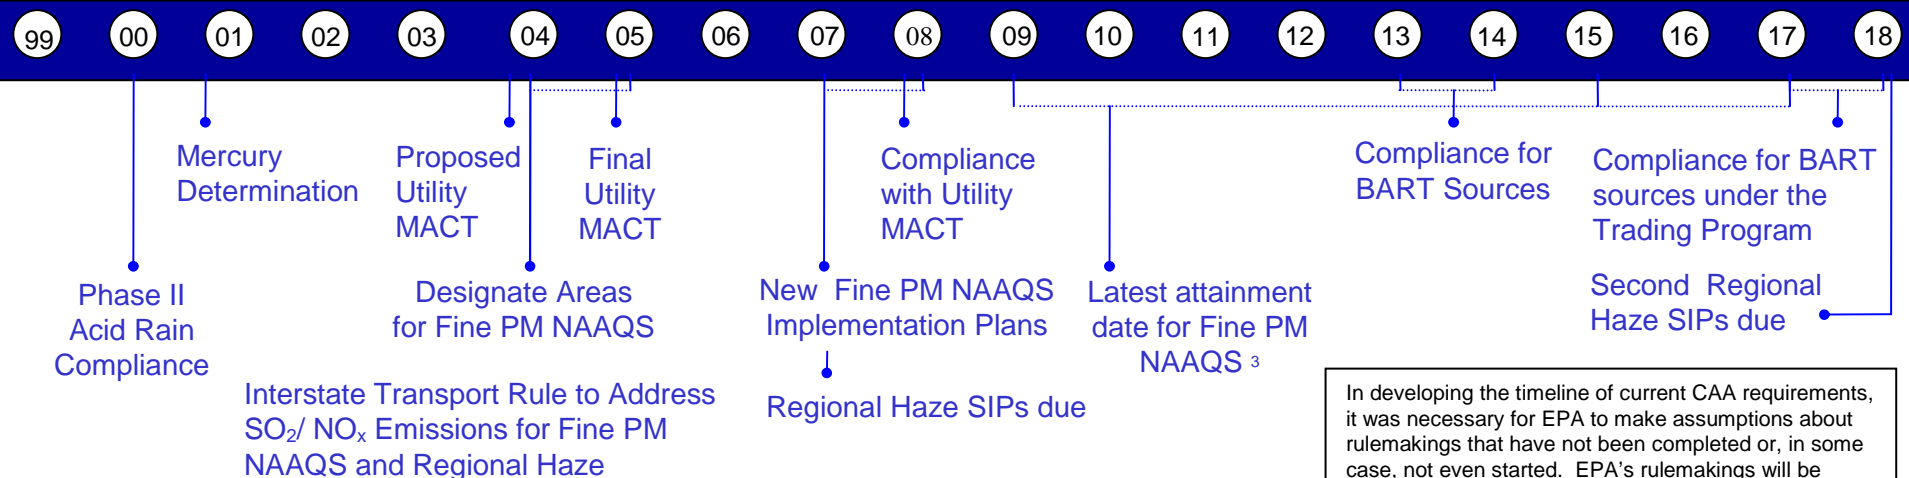 99 00 01 02 03 04 05 06 07 08 09 10 11 12 13 14 15 16 17 18
Mercury
Determination
Proposed
Utility
MACT
Final
Utility
MACT
Compliance
with Utility
MACT
Compliance for
BART Sources
Compliance for BART
sources under the
Trading Program
Phase II
Acid Rain
Compliance
Designate Areas
for Fine PM NAAQS
New Fine PM NAAQS
Implementation Plans
Latest attainment
date for Fine PM
NAAQS 3
Second Regional
Haze SIPs due
Interstate Transport Rule to Address
SO2/ NOx Emissions for Fine PM
NAAQS and Regional Haze
Regional Haze SIPs due
In developing the timeline of current CAA requirements,
it was necessary for EPA to make assumptions about
rulemakings that have not been completed or, in some
case, not even started. EPA's rulemakings will be